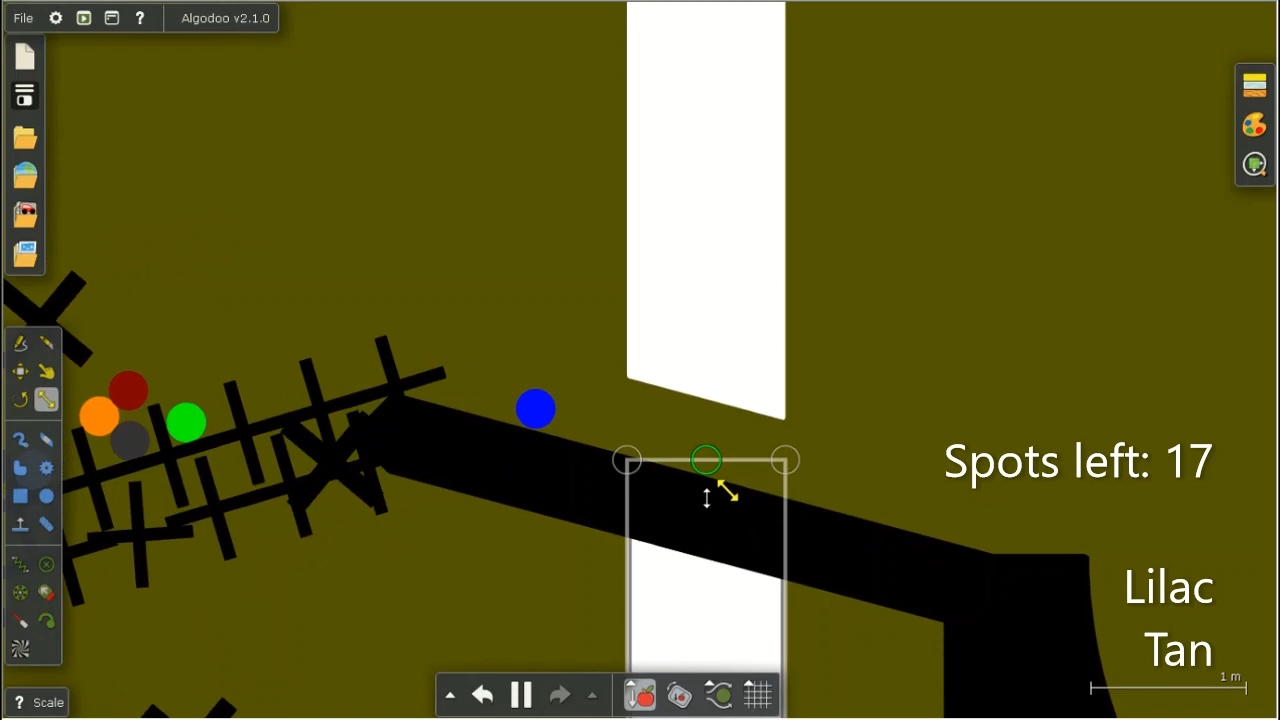 File
?
Algodoo v2.1.0
Spots left: 17
Lilac
Tan
1 m
? Scale